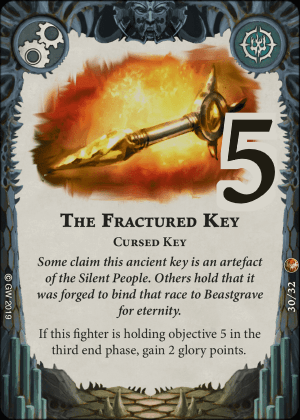 5
The Fractured Key
Cursed Key
Some claim this ancient key is an artefact
of the Silent People. Others hold that it
was forged to bind that race to Beastgrave
for eternity.
If this fighter is holding objective 5 in the
third end phase, gain 2 glory points.
© GW 2019
30/32